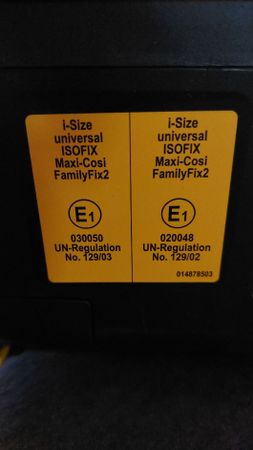 i-Size
universal
ISOFIX
Maxi-Cosi
FamilyFix2
E1
030050
UN-Regulation
No. 129/03
i-Size
universal
ISOFIX
Maxi-Cosi
FamilyFix2
E1
020048
UN-Regulation
No. 129/02
014878503